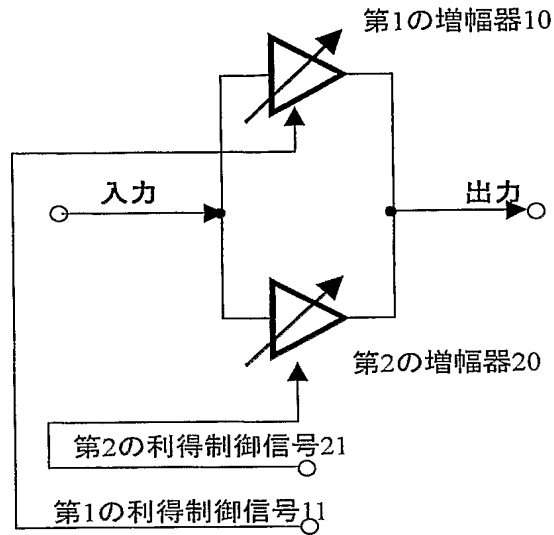 第1の増幅器10
入力
出力
第2の増幅器20
第2の利得制御信号21
第1の利得制御信号11